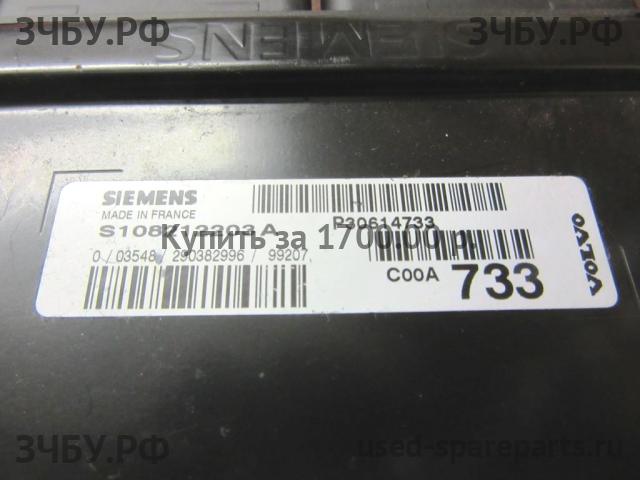 ЗЧБУ.РФ
ЗЧБУ.РФ
SIEMENS
SIEMENS
MADE IN FRANCE
P30614733
Купить за 1700.00 р.
0 / 03548 / 290382996 / 99207
C00A 733
VOLVO
ЗЧБУ.РФ
used-spareparts.ru